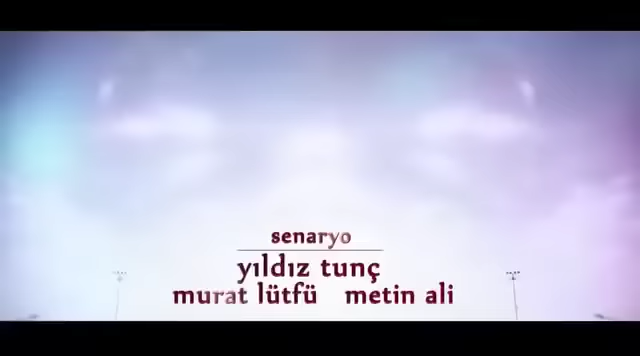 senaryo
yıldız tunç
murat lütfü metin ali